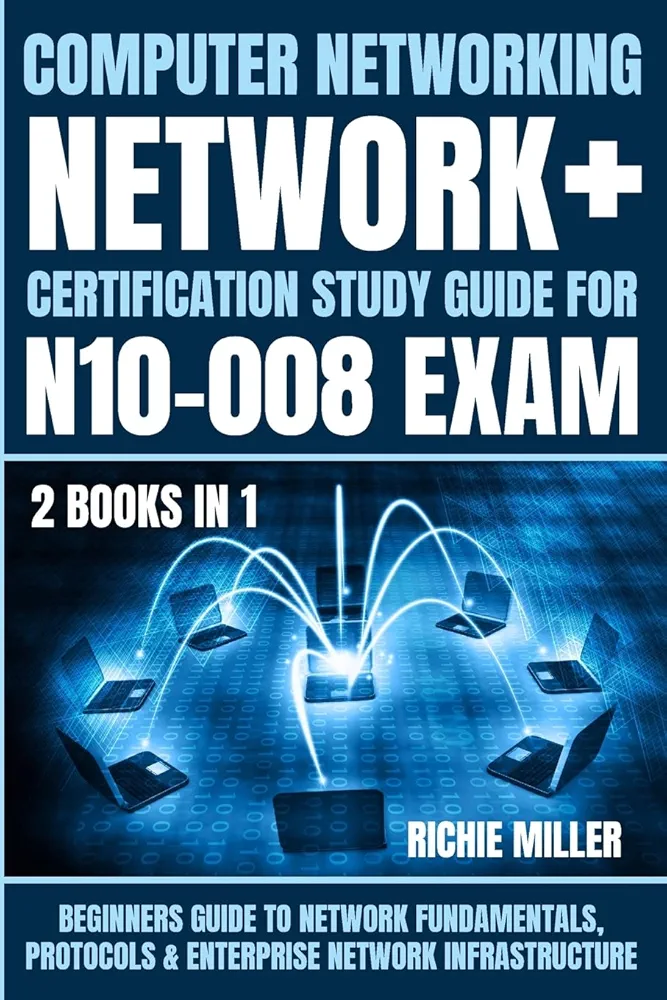 COMPUTER NETWORKING
NETWORK+
CERTIFICATION STUDY GUIDE FOR
N10-008 EXAM
2 BOOKS IN 1
RICHIE MILLER
BEGINNERS GUIDE TO NETWORK FUNDAMENTALS,
PROTOCOLS & ENTERPRISE NETWORK INFRASTRUCTURE